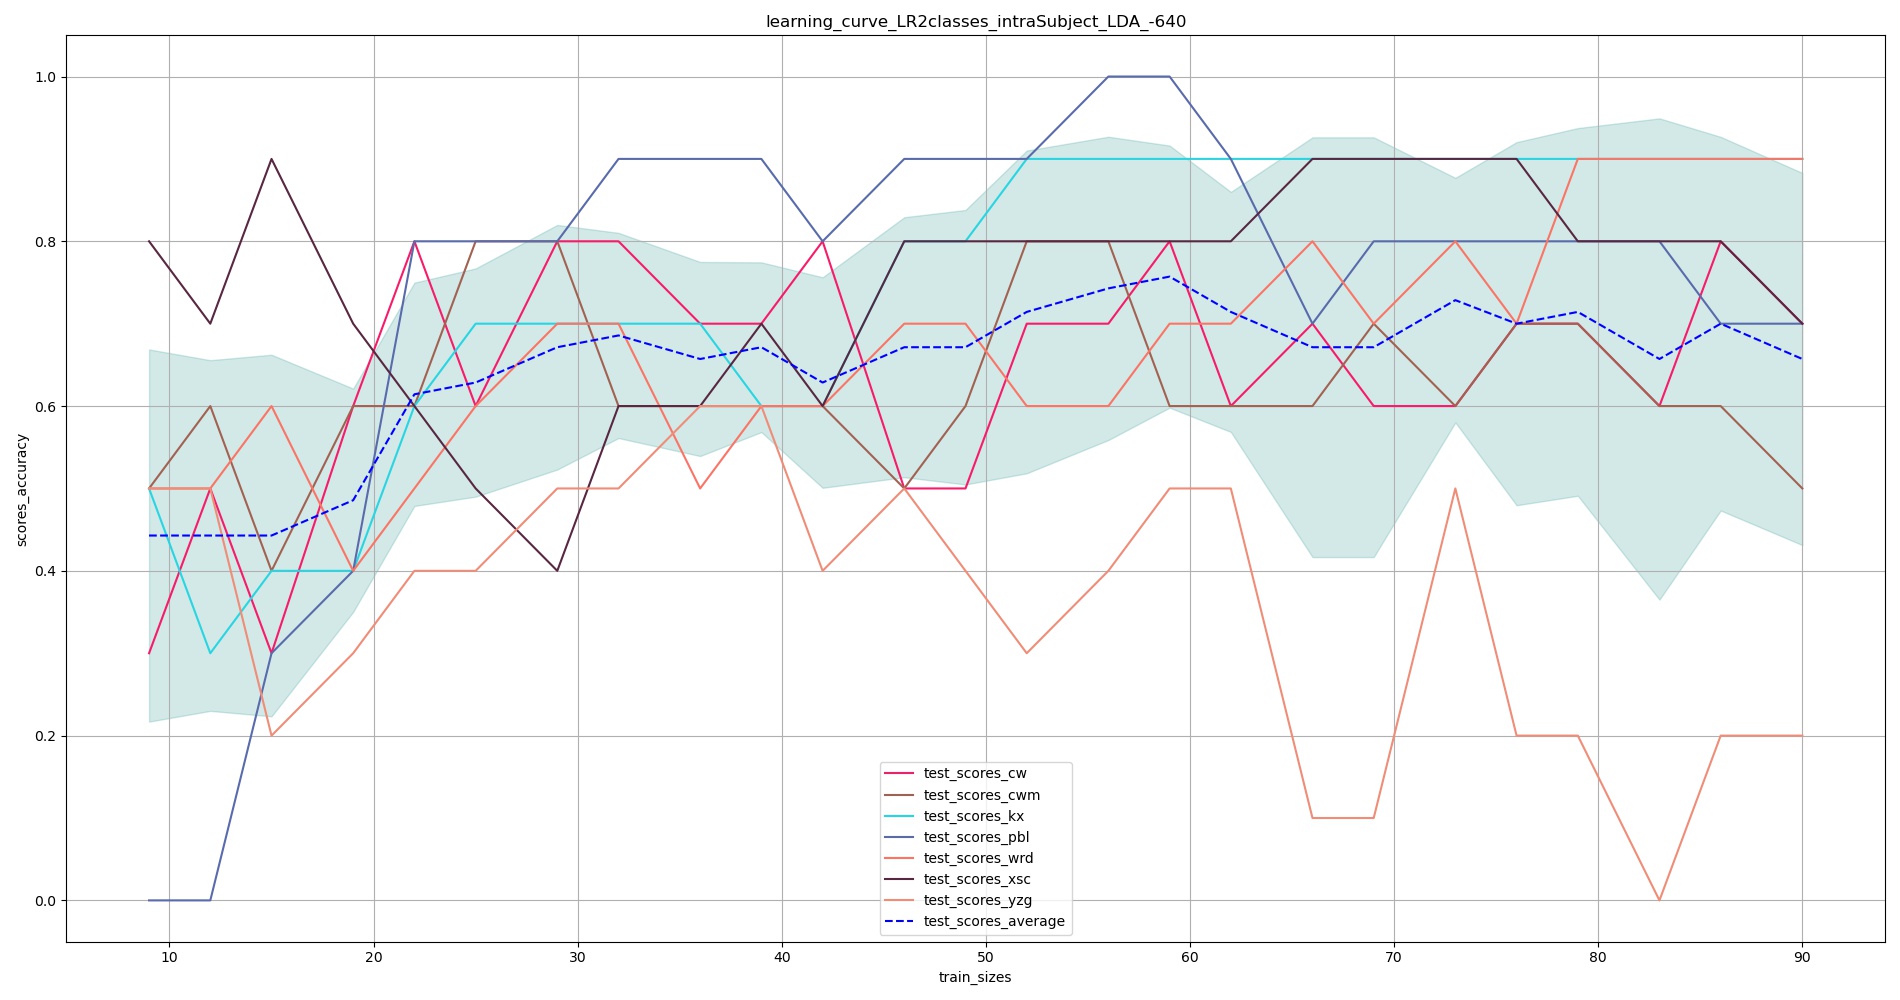 learning_curve_LR2classes_intraSubject_LDA_-640
scores_accuracy
1.0
0.8
0.6
0.4
0.2
0.0
test_scores_cw
test_scores_cwm
test_scores_kx
test_scores_pbl
test_scores_wrd
test_scores_xsc
test_scores_yzg
test_scores_average
10 20 30 40 50 60 70 80 90
train_sizes